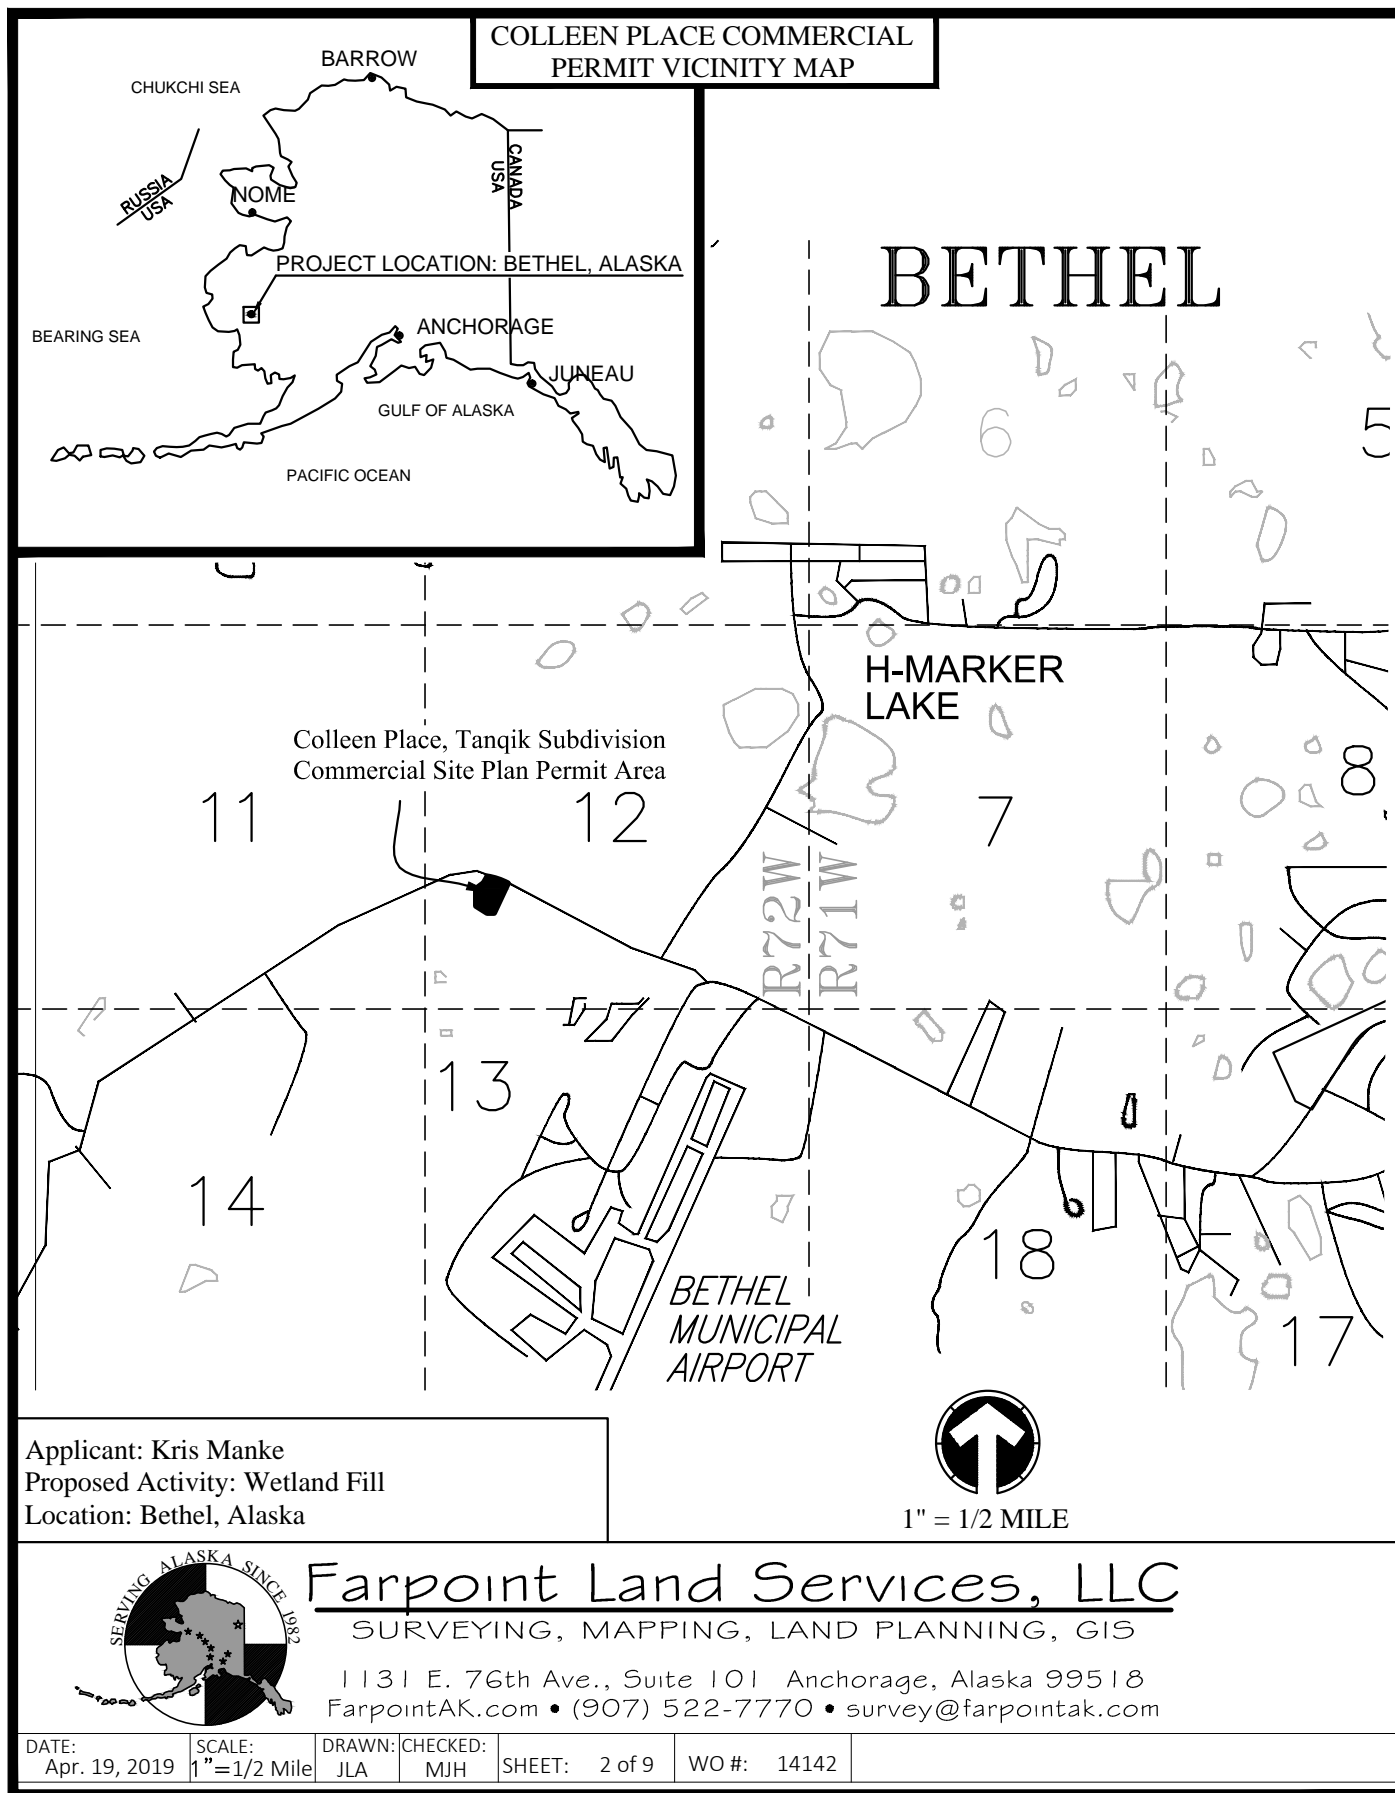 COLLEEN PLACE COMMERCIAL
PERMIT VICINITY MAP
BARROW
CHUKCHI SEA
CANADA
USA
RUSSIA
USA
NOME
PROJECT LOCATION: BETHEL, ALASKA
BEARING SEA
ANCHORAGE
JUNEAU
GULF OF ALASKA
PACIFIC OCEAN
BETHEL
6
5
H-MARKER
LAKE
Colleen Place, Tanqik Subdivision
Commercial Site Plan Permit Area
11
12
7
8
R72W
R71W
13
14
18
17
BETHEL
MUNICIPAL
AIRPORT
Applicant: Kris Manke
Proposed Activity: Wetland Fill
Location: Bethel, Alaska
1" = 1/2 MILE
SERVING ALASKA SINCE 1982
Farpoint Land Services, LLC
SURVEYING, MAPPING, LAND PLANNING, GIS
1131 E. 76th Ave., Suite 101 Anchorage, Alaska 99518
FarpointAK.com • (907) 522-7770 • survey@farpointak.com
DATE: SCALE: DRAWN: CHECKED:
Apr. 19, 2019 1"=1/2 Mile JLA MJH SHEET: 2 of 9 WO #: 14142